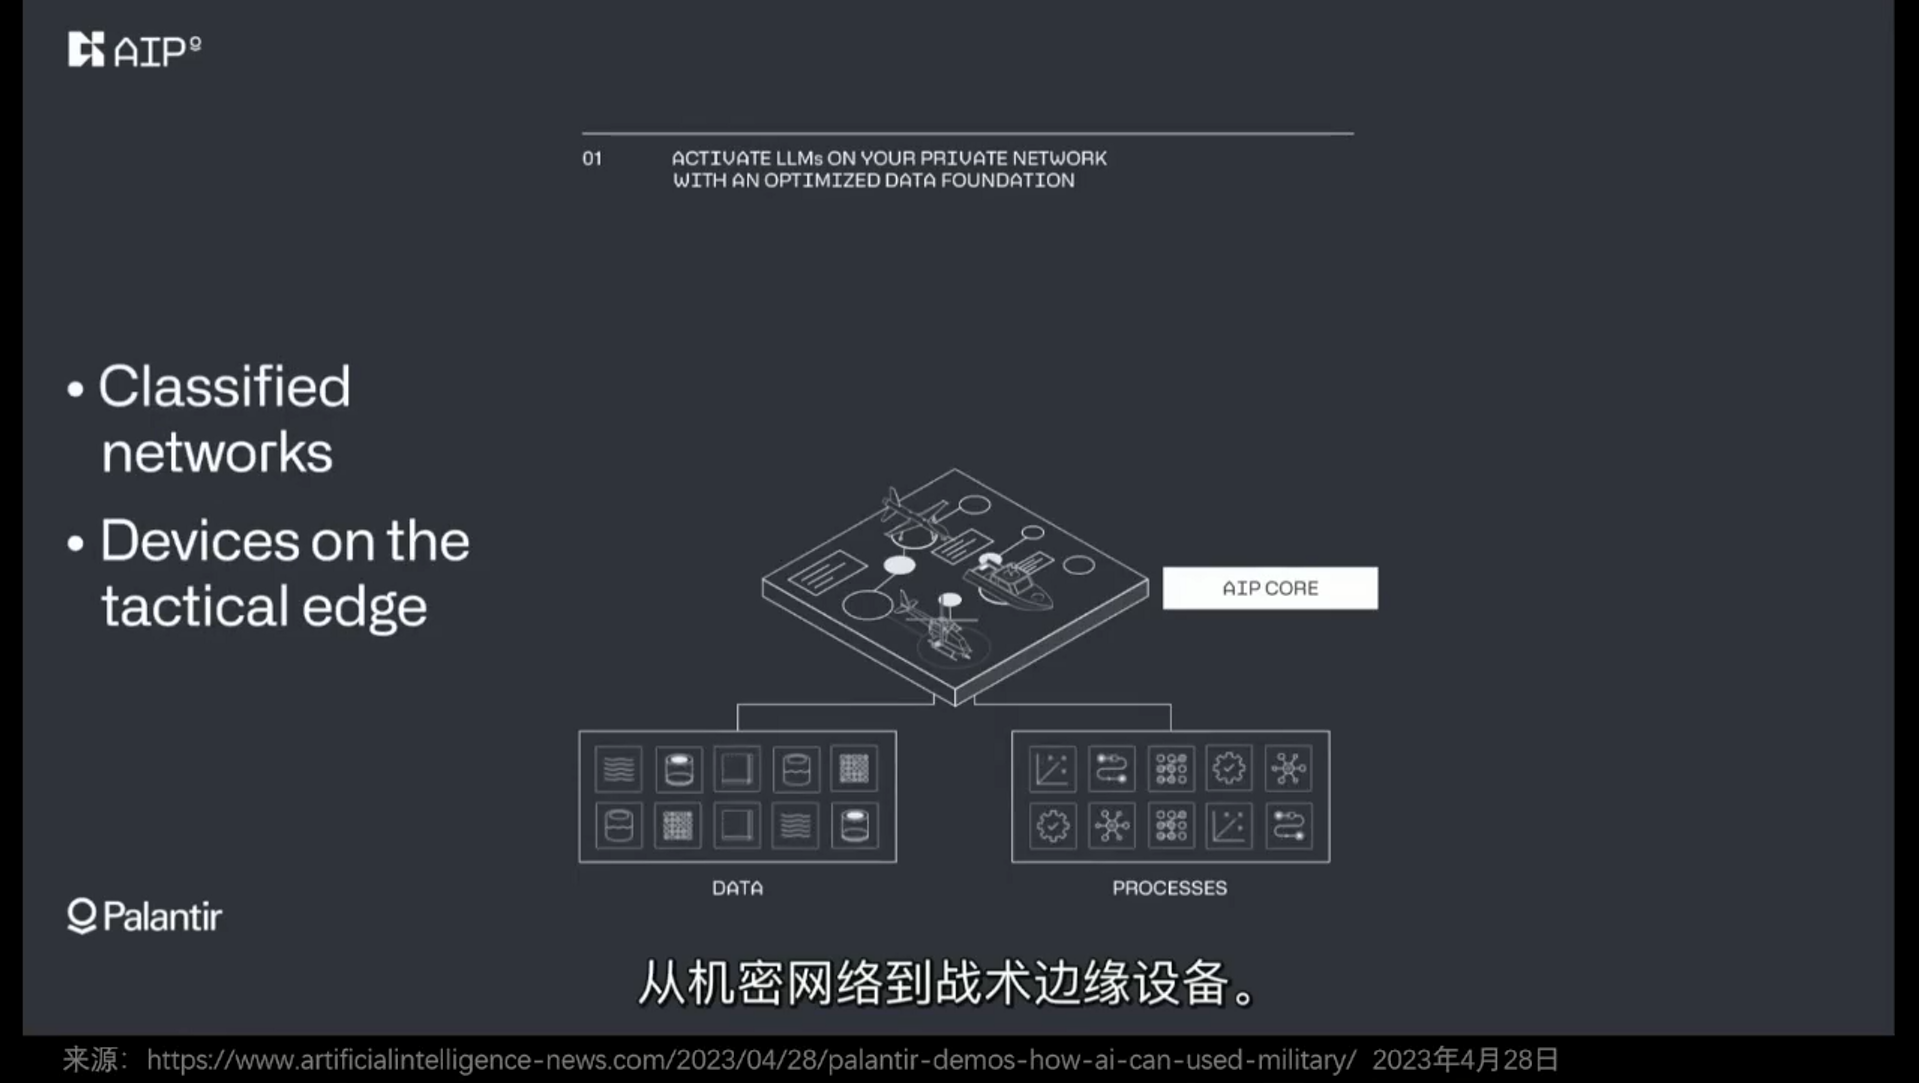 AIP
01
ACTIVATE LLMs ON YOUR PRIVATE NETWORK
WITH AN OPTIMIZED DATA FOUNDATION
• Classified
networks
• Devices on the
tactical edge
AIP CORE
DATA
PROCESSES
Palantir
从机密网络到战术边缘设备。
来源：https://www.artificialintelligence-news.com/2023/04/28/palantir-demos-how-ai-can-used-military/ 2023年4月28日